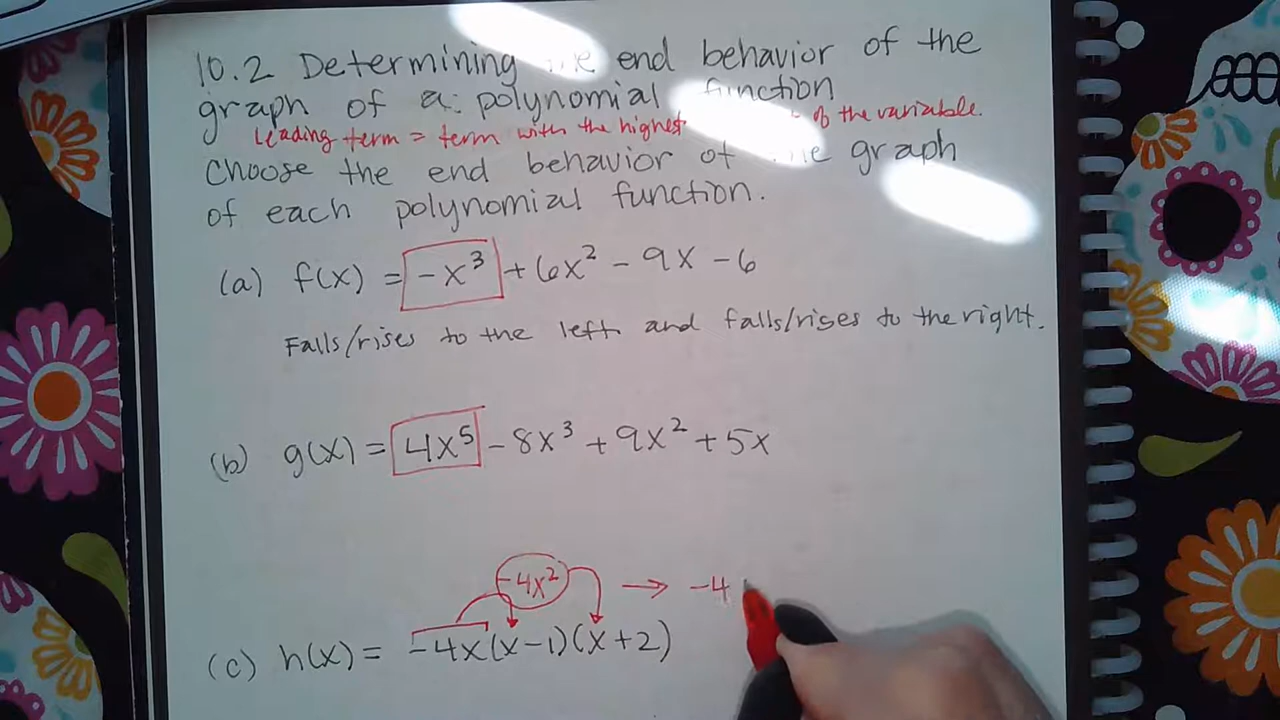 10.2 Determining end behavior of the
graph of a: polynomial function
leading term = term with the highest of the variable.
Choose the end behavior of graph
of each polynomial function.
(a) f(x) = -x³ + 6x² - 9x - 6
Falls/rises to the left and falls/rises to the right.
(b) g(x) = 4x⁵ - 8x³ + 9x² + 5x
-4x² → -4
(c) h(x) = -4x(x-1)(x+2)